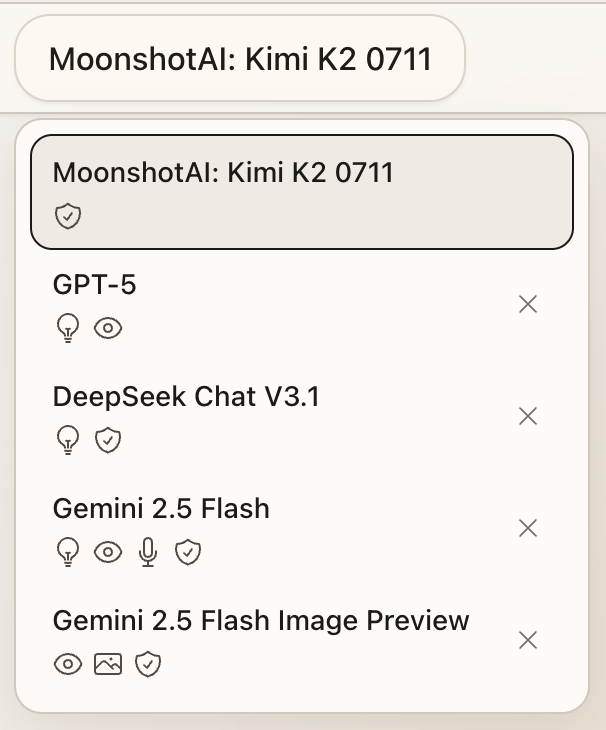 MoonshotAI: Kimi K2 0711
MoonshotAI: Kimi K2 0711
GPT-5
DeepSeek Chat V3.1
Gemini 2.5 Flash
Gemini 2.5 Flash Image Preview